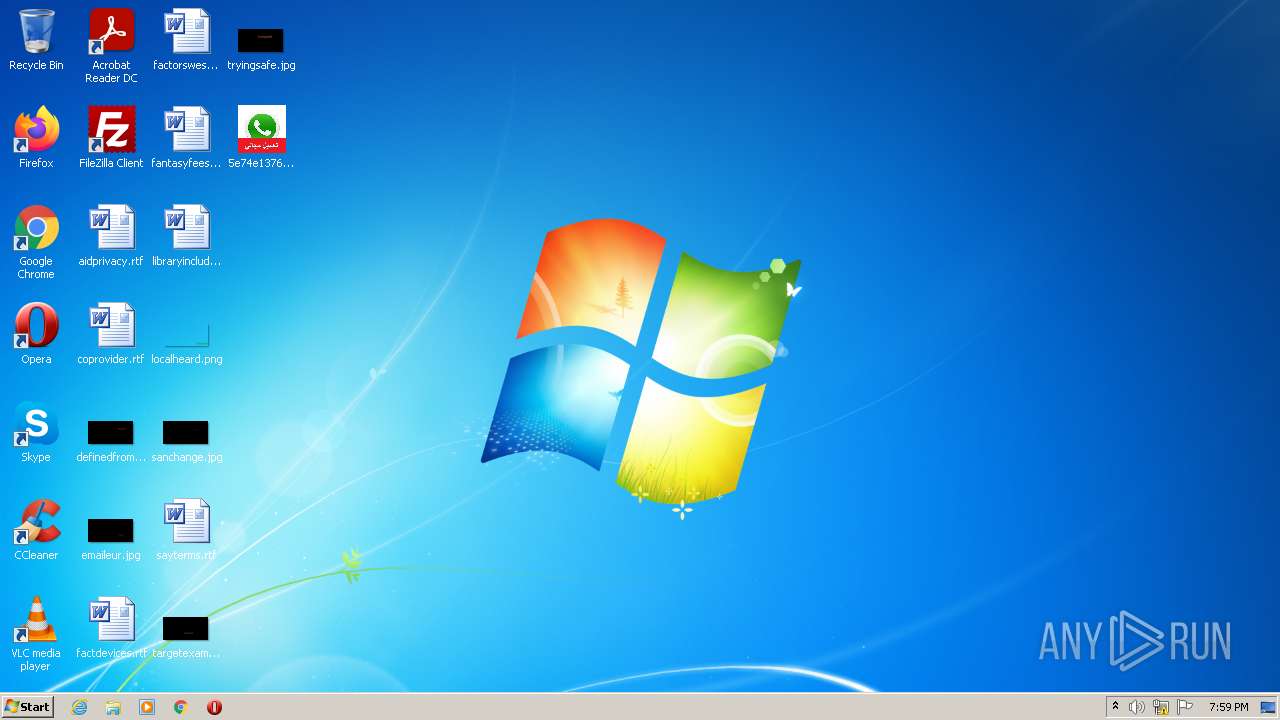 Recycle Bin
Acrobat
Reader DC
factorswes...
tryingsafe.jpg
Firefox
FileZilla Client
fantasyfees...
تحميل مجاني
5e74e1376...
Google
Chrome
aidprivacy.rtf
libraryinclud...
Opera
coprovider.rtf
localheard.png
Skype
definedfrom...
sanchange.jpg
CCleaner
emaileur.jpg
sayterms.rtf
VLC media
player
factdevices.rtf
targetexam...
ANY RUN
Start
7:59 PM